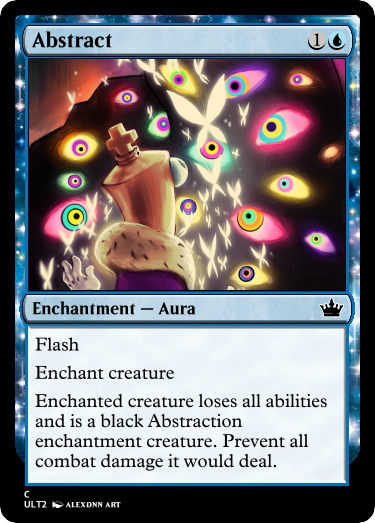 Abstract 1
Enchantment — Aura
Flash
Enchant creature
Enchanted creature loses all abilities
and is a black Abstraction
enchantment creature. Prevent all
combat damage it would deal.
C
ULT2 ALEXDNN ART